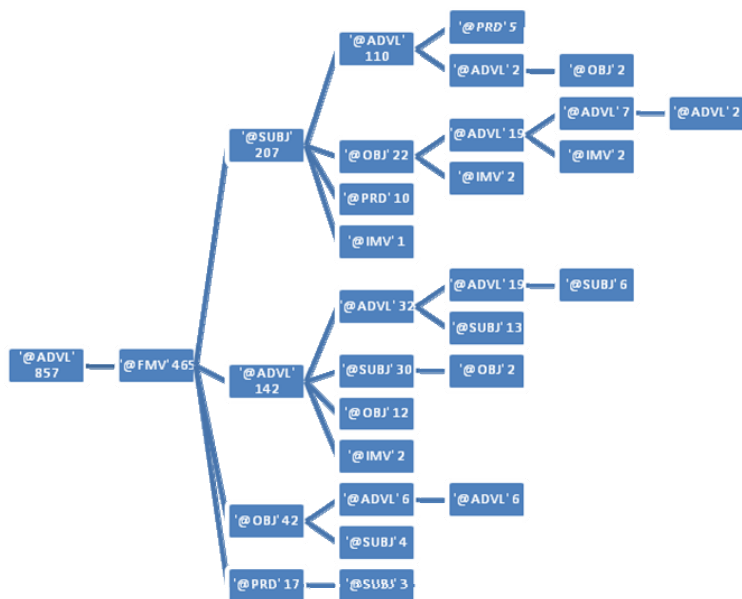 '@PRD' 5
'@ADVL'
110
'@ADVL' 2
'@OBJ' 2
'@ADVL' 7
'@ADVL' 2
'@SUBJ'
207
'@ADVL' 19
'@OBJ' 22
'@IMV' 2
'@IMV' 2
'@PRD' 10
'@IMV' 1
'@ADVL' 19
'@SUBJ' 6
'@ADVL' 32
'@SUBJ' 13
'@ADVL'
857
'@FMV' 465
'@ADVL'
142
'@SUBJ' 30
'@OBJ' 2
'@OBJ' 12
'@IMV' 2
'@ADVL' 6
'@ADVL' 6
'@OBJ' 42
'@SUBJ' 4
'@PRD' 17
'@SUBJ' 3